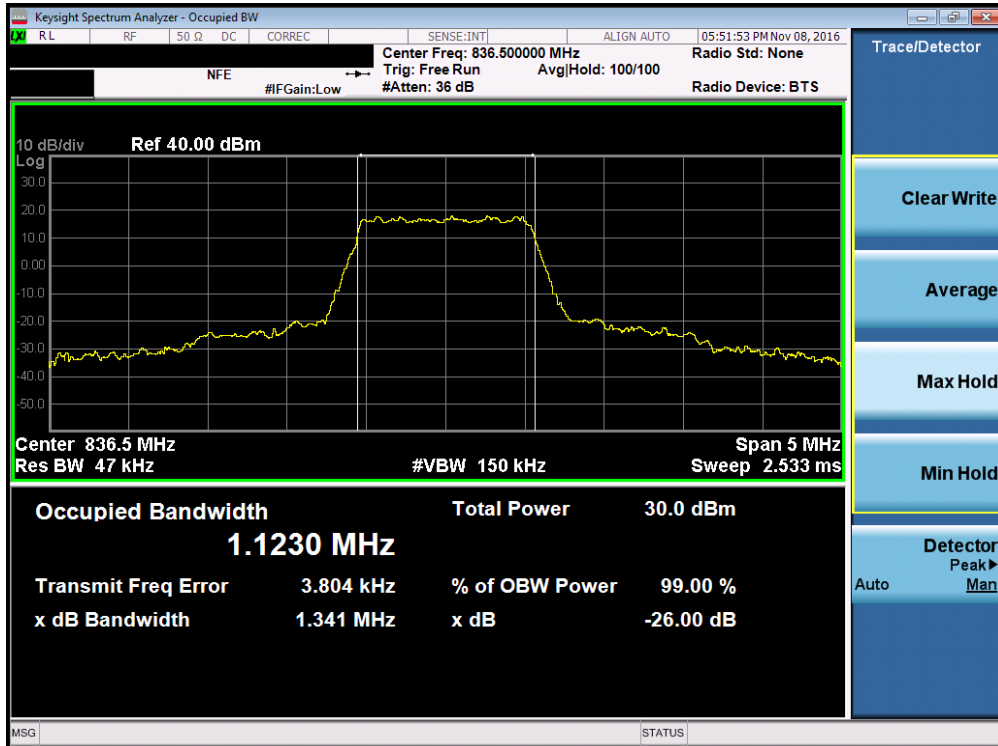 Keysight Spectrum Analyzer - Occupied BW
LXI RL RF 50 Ω DC CORREC SENSE:INT ALIGN AUTO 05:51:53 PM Nov 08, 2016
Center Freq: 836.500000 MHz Radio Std: None
NFE Trig: Free Run Avg|Hold: 100/100
#IFGain:Low #Atten: 36 dB Radio Device: BTS
Trace/Detector
10 dB/div Ref 40.00 dBm
Log
30.0
20.0
10.0
0.00
-10.0
-20.0
-30.0
-40.0
-50.0
Center 836.5 MHz Span 5 MHz
Res BW 47 kHz #VBW 150 kHz Sweep 2.533 ms
Occupied Bandwidth Total Power 30.0 dBm
1.1230 MHz
Transmit Freq Error 3.804 kHz % of OBW Power 99.00 %
x dB Bandwidth 1.341 MHz x dB -26.00 dB
Clear Write
Average
Max Hold
Min Hold
Detector
Peak▶
Auto Man
MSG STATUS